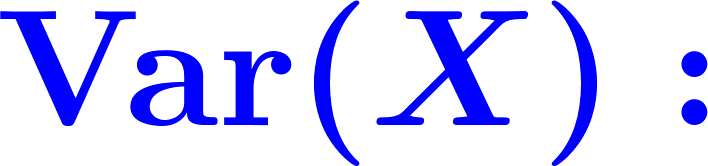 Var(X) :